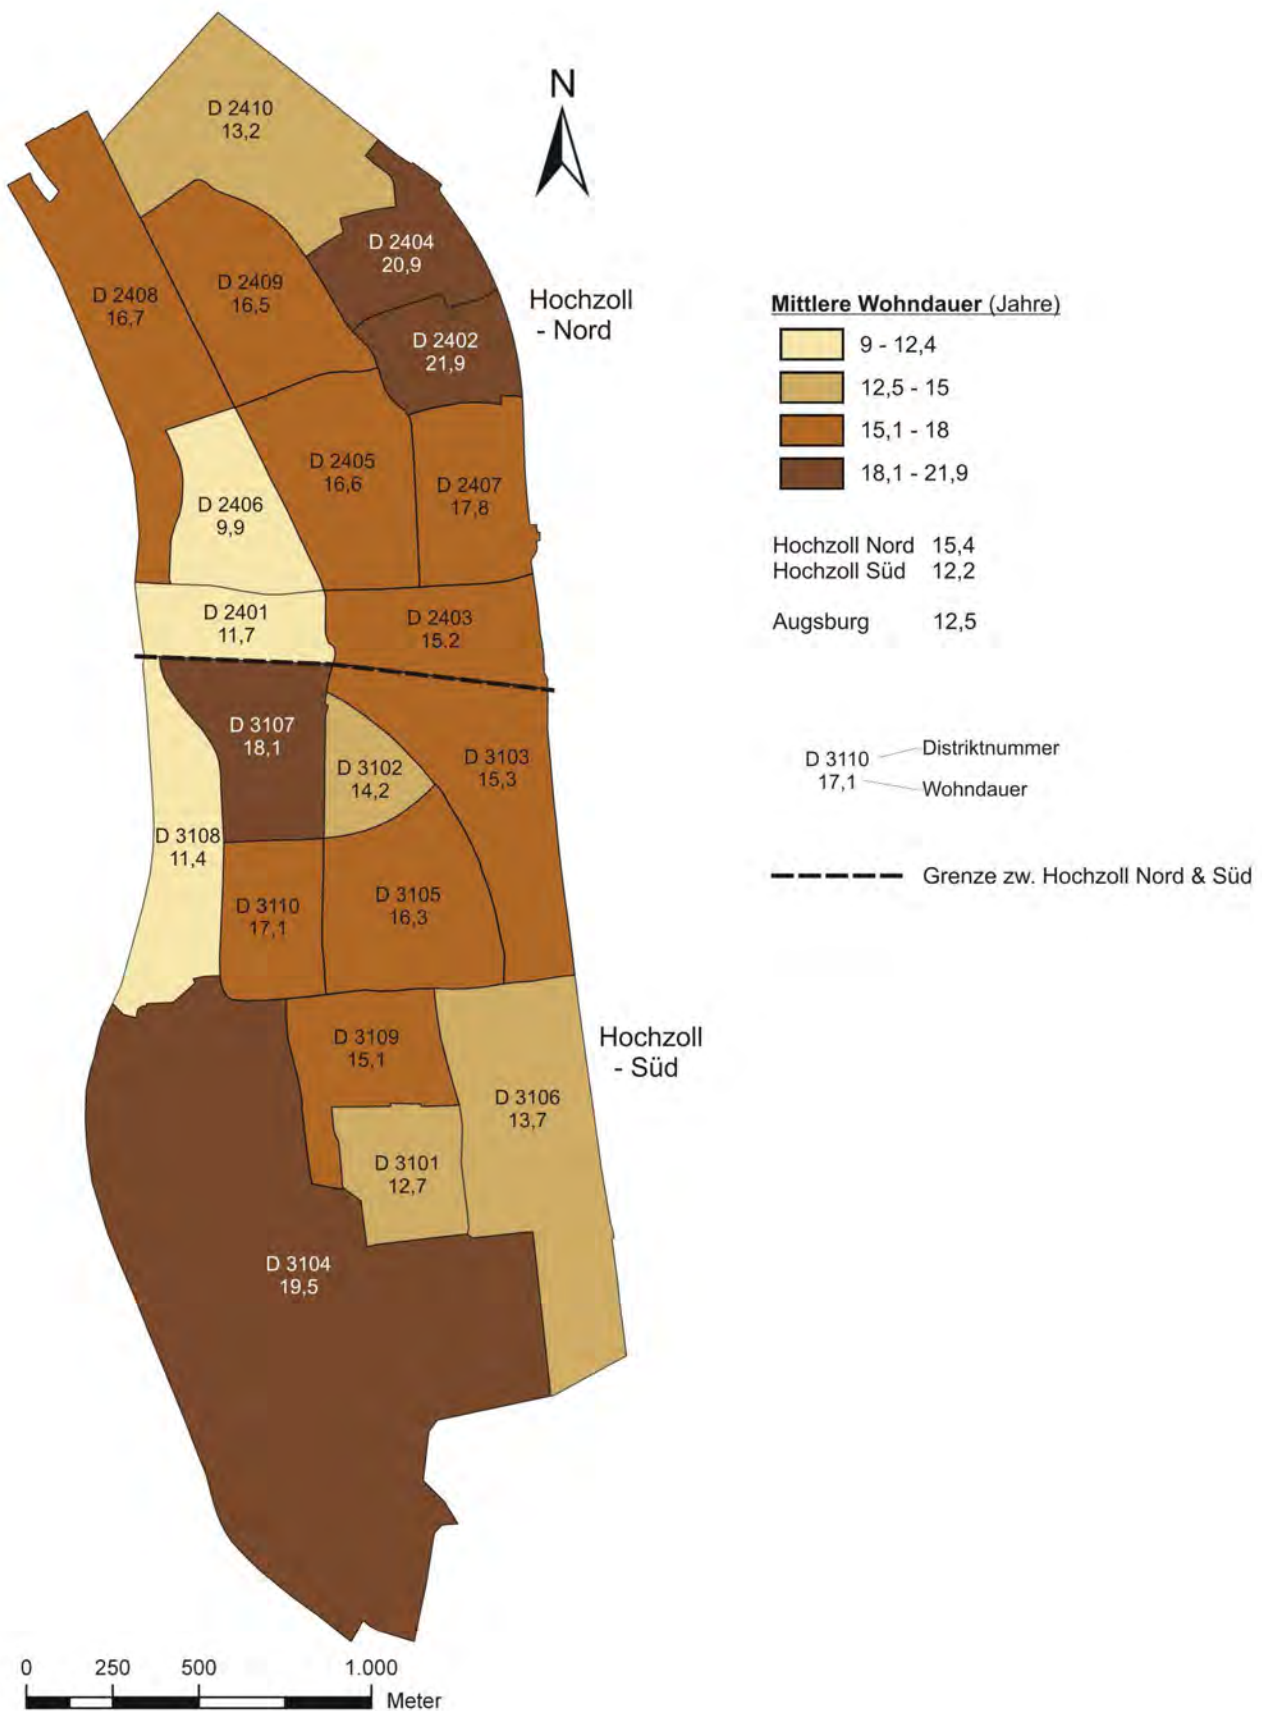 D 2410
13,2
N
D 2404
20,9
D 2409
16,5
D 2408
16,7
Hochzoll
- Nord
D 2402
21,9
D 2405
16,6
D 2407
17,8
D 2406
9,9
D 2401
11,7
D 2403
15.2
D 3107
18,1
D 3102
14,2
D 3103
15,3
D 3108
11,4
D 3110
17,1
D 3105
16,3
D 3109
15,1
Hochzoll
- Süd
D 3106
13,7
D 3101
12,7
D 3104
19,5
Mittlere Wohndauer (Jahre)
9 - 12,4
12,5 - 15
15,1 - 18
18,1 - 21,9
Hochzoll Nord 15,4
Hochzoll Süd 12,2
Augsburg 12,5
D 3110
17,1
Distriktnummer
Wohndauer
Grenze zw. Hochzoll Nord & Süd
0 250 500 1.000
Meter